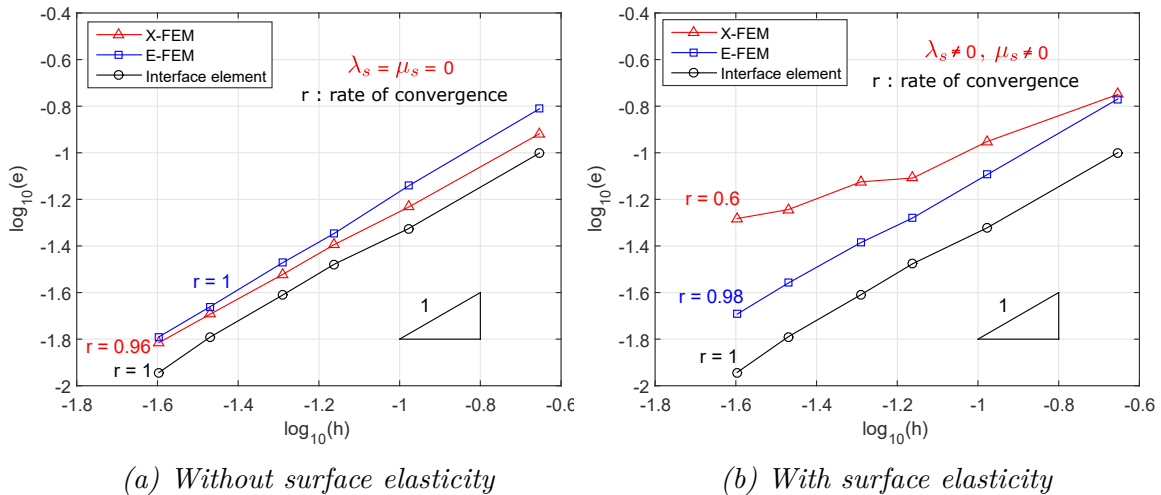 X-FEM
E-FEM
Interface element
λs = μs = 0
r : rate of convergence
r = 1
r = 0.96
r = 1
1
-0.4
-0.6
-0.8
-1
-1.2
-1.4
-1.6
-1.8
-2
-1.8
-1.6
-1.4
-1.2
-1
-0.8
-0.6
log10(e)
log10(h)
(a) Without surface elasticity
X-FEM
E-FEM
Interface element
λs ≠ 0 , μs ≠ 0
r : rate of convergence
r = 0.6
r = 0.98
r = 1
1
-0.4
-0.6
-0.8
-1
-1.2
-1.4
-1.6
-1.8
-2
-1.8
-1.6
-1.4
-1.2
-1
-0.8
-0.6
log10(e)
log10(h)
(b) With surface elasticity